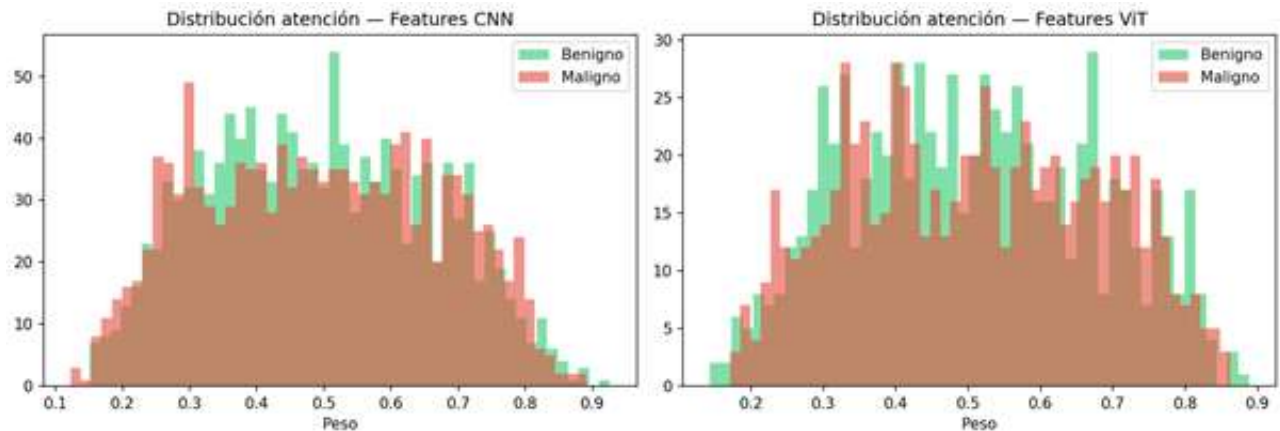 Distribución atención — Features CNN
50
40
30
20
10
0
0.1 0.2 0.3 0.4 0.5 0.6 0.7 0.8 0.9
Peso
Benigno
Maligno
Distribución atención — Features ViT
30
25
20
15
10
5
0
0.2 0.3 0.4 0.5 0.6 0.7 0.8 0.9
Peso
Benigno
Maligno